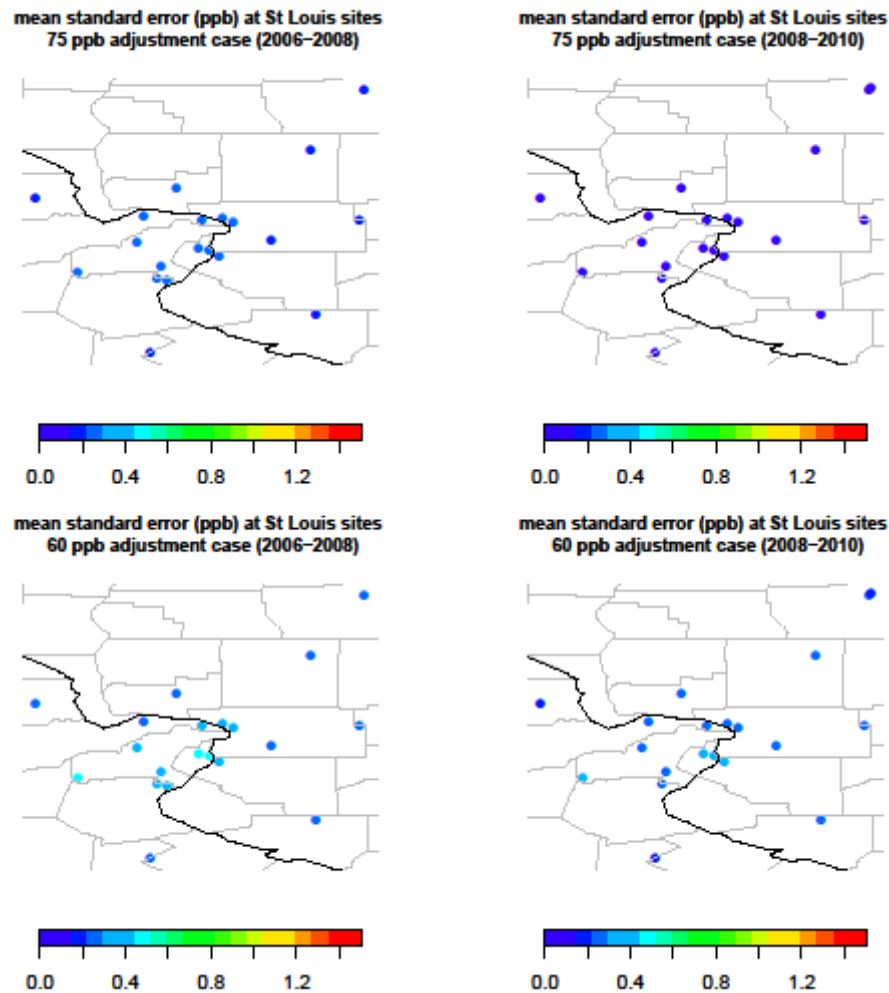 mean standard error (ppb) at St Louis sites
75 ppb adjustment case (2006−2008)
0.0 0.4 0.8 1.2
mean standard error (ppb) at St Louis sites
75 ppb adjustment case (2008−2010)
0.0 0.4 0.8 1.2
mean standard error (ppb) at St Louis sites
60 ppb adjustment case (2006−2008)
0.0 0.4 0.8 1.2
mean standard error (ppb) at St Louis sites
60 ppb adjustment case (2008−2010)
0.0 0.4 0.8 1.2